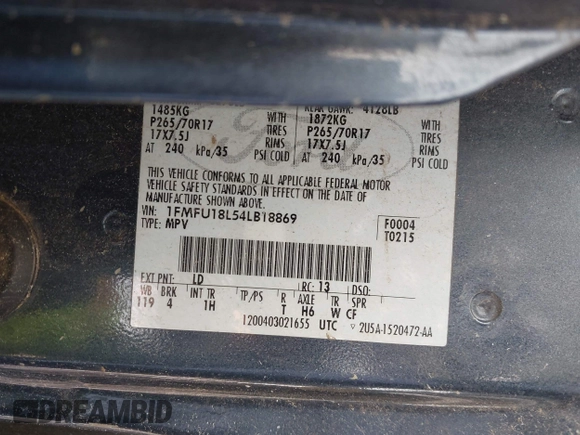 1485KG
P265/70R17 WITH TIRES
17X7.5J RIMS
AT 240 kPa/35 PSI COLD
REAR GAWR: 4128LB
1872KG WITH
P265/70R17 TIRES
17X7.5J RIMS
AT 240 kPa/35 PSI COLD
Ford
THIS VEHICLE CONFORMS TO ALL APPLICABLE FEDERAL MOTOR
VEHICLE SAFETY STANDARDS IN EFFECT ON THE DATE OF
MANUFACTURE SHOWN ABOVE.
VIN: 1FMFU18L54LB18869
TYPE: MPV
F0004
T0215
EXT PNT: LD RC: 13 DSO:
WB BRK INT TR TP/PS R AXLE TR SPR
119 4 1H T H6 W CF
1200403021655 UTC 2U5A-1520472-AA
DREAMBID